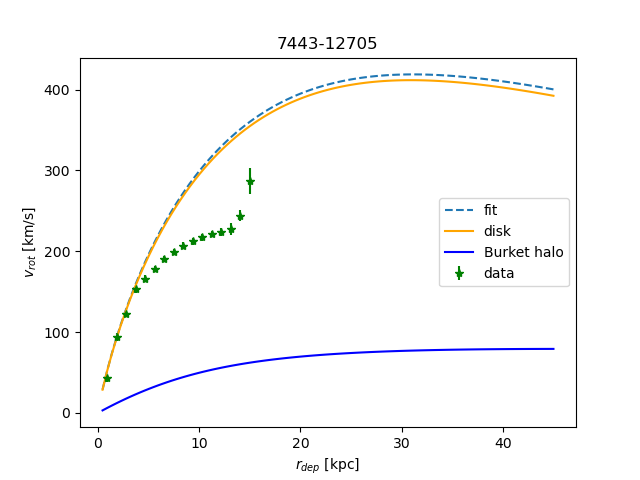 7443-12705
400
300
200
100
0
v_rot [km/s]
fit
disk
Burket halo
data
0 10 20 30 40
r_dep [kpc]